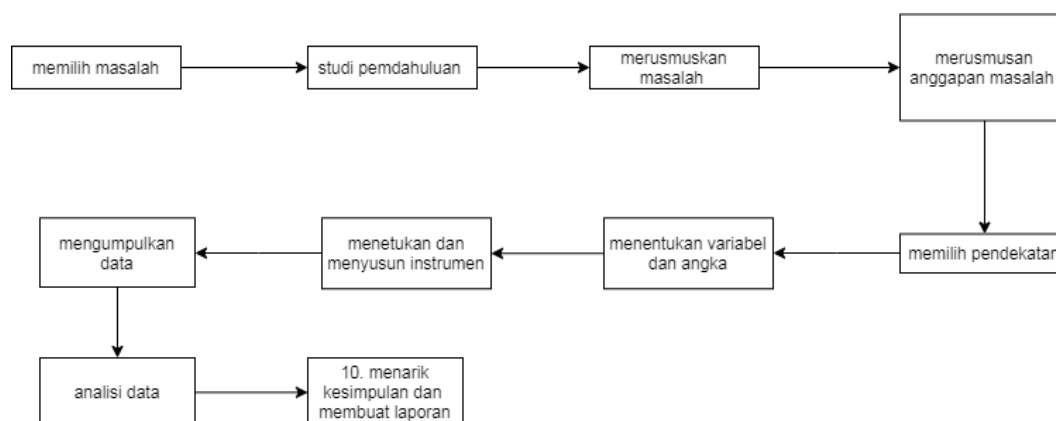 memilih masalah
studi pemdahuluan
merusmuskan
masalah
merusmusan
anggapan masalah
memilih pendekatan
menentukan variabel
dan angka
menetukan dan
menyusun instrumen
mengumpulkan
data
analisi data
10. menarik
kesimpulan dan
membuat laporan